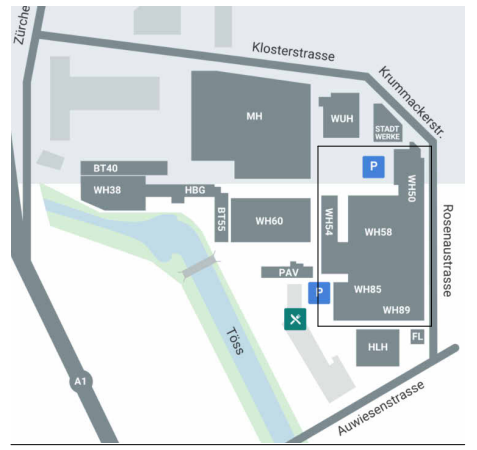 Zürche
Klosterstrasse
Krummackerstr.
MH
WUH
STADT
WERKE
P
BT40
WH38
HBG
BT55
WH60
WH54
WH50
WH58
Rosenaustrasse
PAV
P
WH85
WH89
Töss
HLH
FL
A1
Auwiesenstrasse